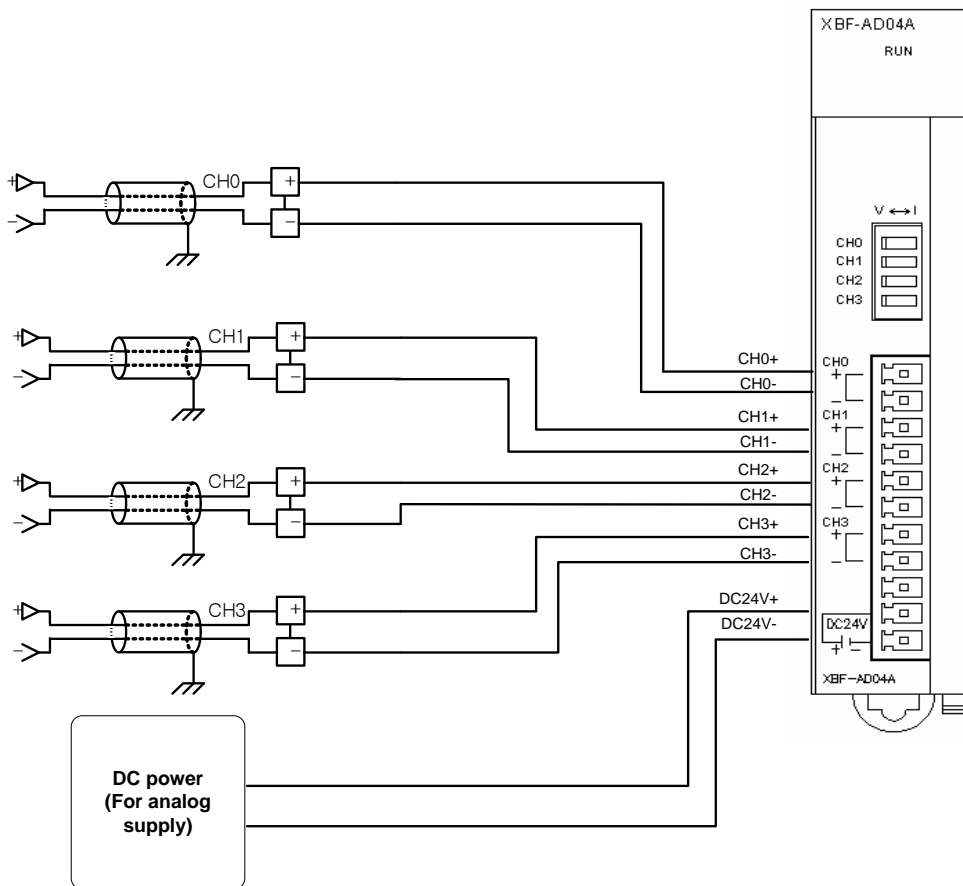 XBF-AD04A
RUN
V ↔ I
CH0
CH1
CH2
CH3
+
CH0
+
-
-
+
CH1
+
-
-
+
CH2
+
-
-
+
CH3
+
-
-
CH0+
CH0-
CH1+
CH1-
CH2+
CH2-
CH3+
CH3-
DC24V+
DC24V-
CH0
+
-
CH1
+
-
CH2
+
-
CH3
+
-
DC24V
+ -
XBF-AD04A
DC power
(For analog
supply)